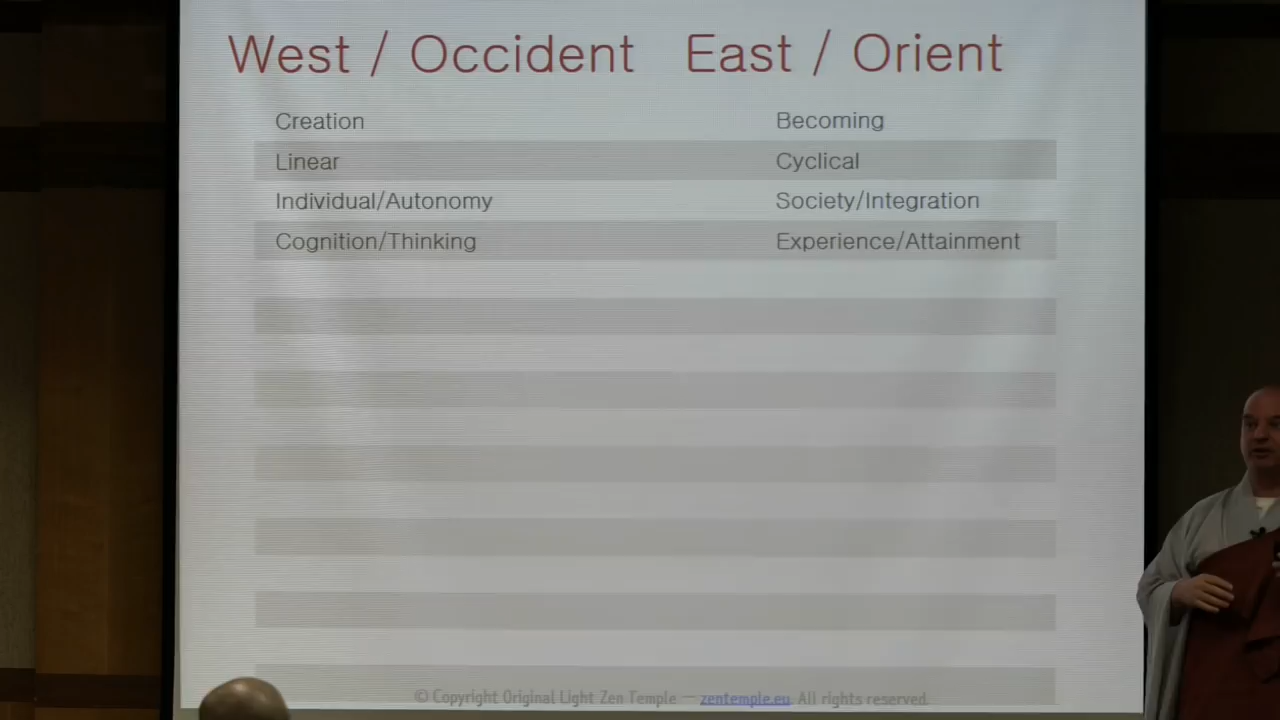 West / Occident East / Orient
Creation Becoming
Linear Cyclical
Individual/Autonomy Society/Integration
Cognition/Thinking Experience/Attainment
© Copyright Original Light Zen Temple — zentemple.eu. All rights reserved.